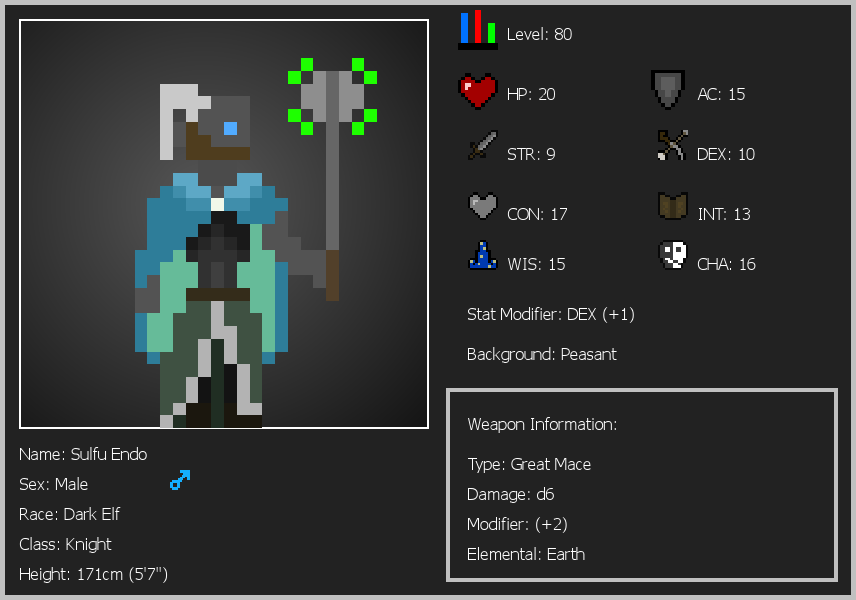 Level: 80
HP: 20
AC: 15
STR: 9
DEX: 10
CON: 17
INT: 13
WIS: 15
CHA: 16
Stat Modifier: DEX (+1)
Background: Peasant
Weapon Information:
Type: Great Mace
Damage: d6
Modifier: (+2)
Elemental: Earth
Name: Sulfu Endo
Sex: Male
Race: Dark Elf
Class: Knight
Height: 171cm (5'7")